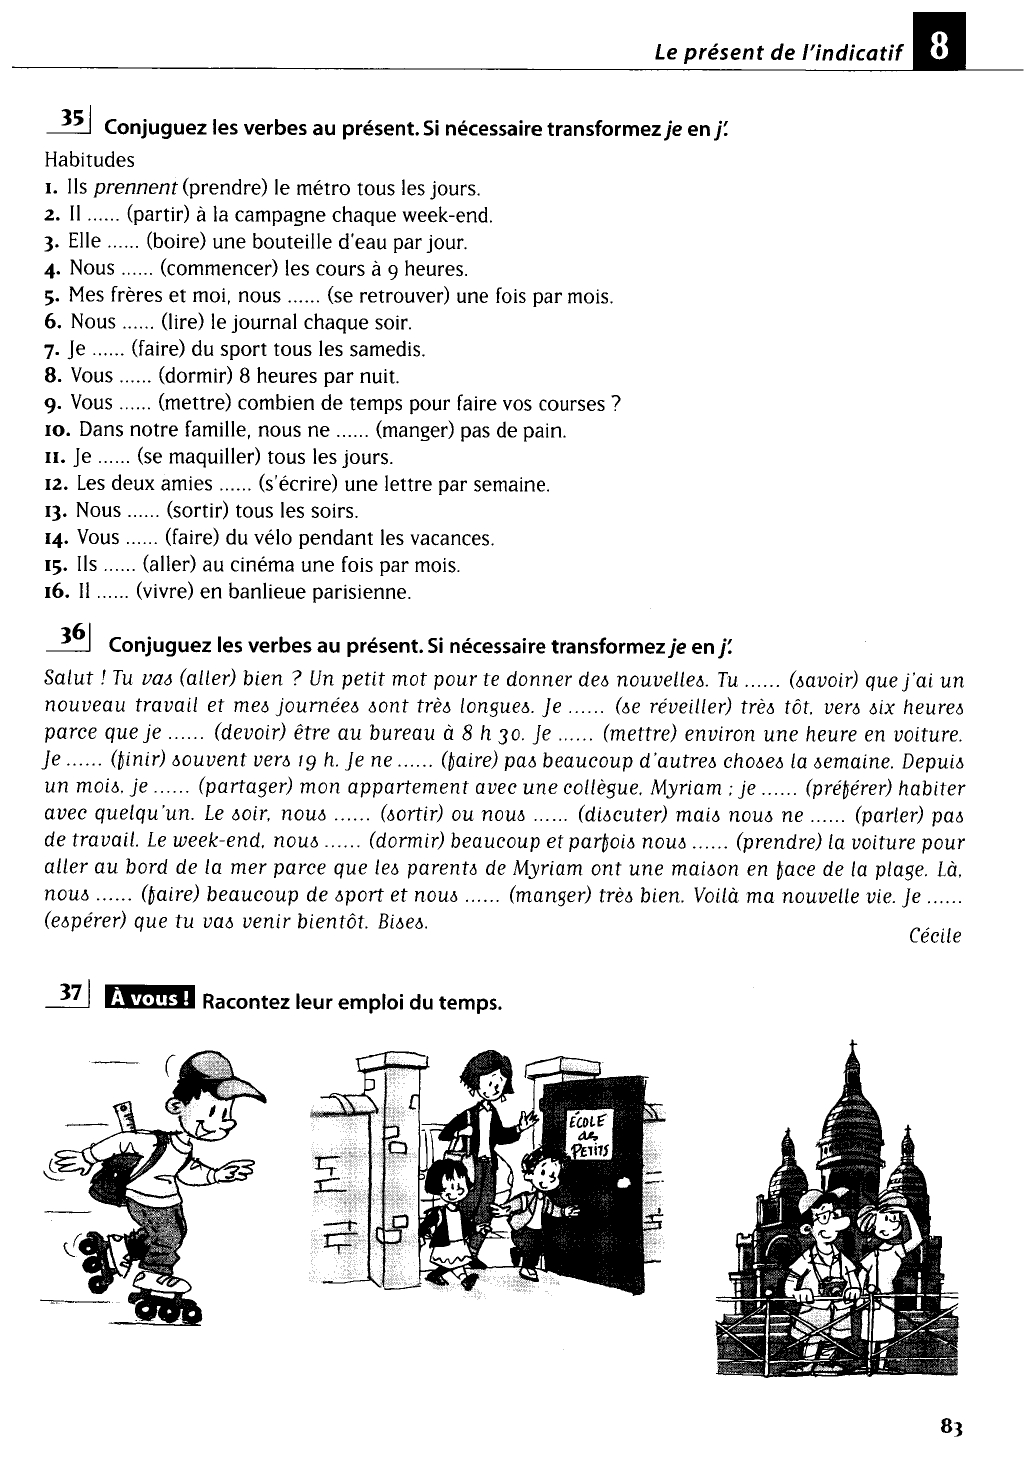 Le présent de l'indicatif 8
35 Conjuguez les verbes au présent. Si nécessaire transformez je en j'.
Habitudes
1. Ils prennent (prendre) le métro tous les jours.
2. Il ...... (partir) à la campagne chaque week-end.
3. Elle ...... (boire) une bouteille d'eau par jour.
4. Nous ...... (commencer) les cours à 9 heures.
5. Mes frères et moi, nous ...... (se retrouver) une fois par mois.
6. Nous ...... (lire) le journal chaque soir.
7. Je ...... (faire) du sport tous les samedis.
8. Vous ...... (dormir) 8 heures par nuit.
9. Vous ...... (mettre) combien de temps pour faire vos courses ?
10. Dans notre famille, nous ne ...... (manger) pas de pain.
11. Je ...... (se maquiller) tous les jours.
12. Les deux amies ...... (s'écrire) une lettre par semaine.
13. Nous ...... (sortir) tous les soirs.
14. Vous ...... (faire) du vélo pendant les vacances.
15. Ils ...... (aller) au cinéma une fois par mois.
16. Il ...... (vivre) en banlieue parisienne.
36 Conjuguez les verbes au présent. Si nécessaire transformez je en j'.
Salut ! Tu vas (aller) bien ? Un petit mot pour te donner des nouvelles. Tu ...... (savoir) que j'ai un
nouveau travail et mes journées sont très longues. Je ...... (se réveiller) très tôt, vers six heures
parce que je ...... (devoir) être au bureau à 8 h 30. Je ...... (mettre) environ une heure en voiture.
Je ...... (finir) souvent vers 19 h. Je ne ...... (faire) pas beaucoup d'autres choses la semaine. Depuis
un mois, je ...... (partager) mon appartement avec une collègue, Myriam ; je ...... (préférer) habiter
avec quelqu'un. Le soir, nous ...... (sortir) ou nous ...... (discuter) mais nous ne ...... (parler) pas
de travail. Le week-end, nous ...... (dormir) beaucoup et parfois nous ...... (prendre) la voiture pour
aller au bord de la mer parce que les parents de Myriam ont une maison en face de la plage. Là,
nous ...... (faire) beaucoup de sport et nous ...... (manger) très bien. Voilà ma nouvelle vie. Je ......
(espérer) que tu vas venir bientôt. Bises.
Cécile
37 À vous ! Racontez leur emploi du temps.
ÉCOLE
des
PETITS
83